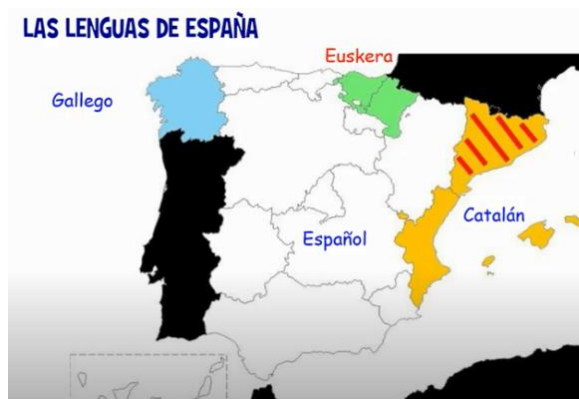 LAS LENGUAS DE ESPAÑA
Euskera
Gallego
Catalán
Español